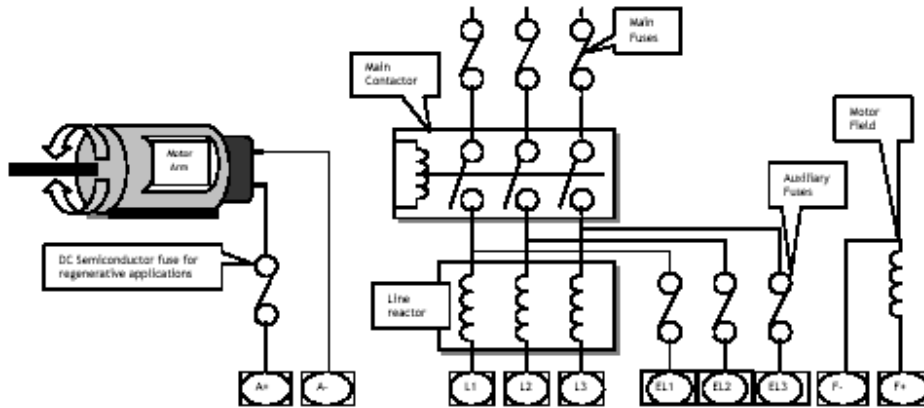 Main
Fuses
Main
Contactor
Motor
Field
Motor
Arm
Auxiliary
Fuses
DC Semiconductor fuse for
regenerative applications
Line
reactor
A+
A-
L1
L2
L3
EL1
EL2
EL3
F-
F+